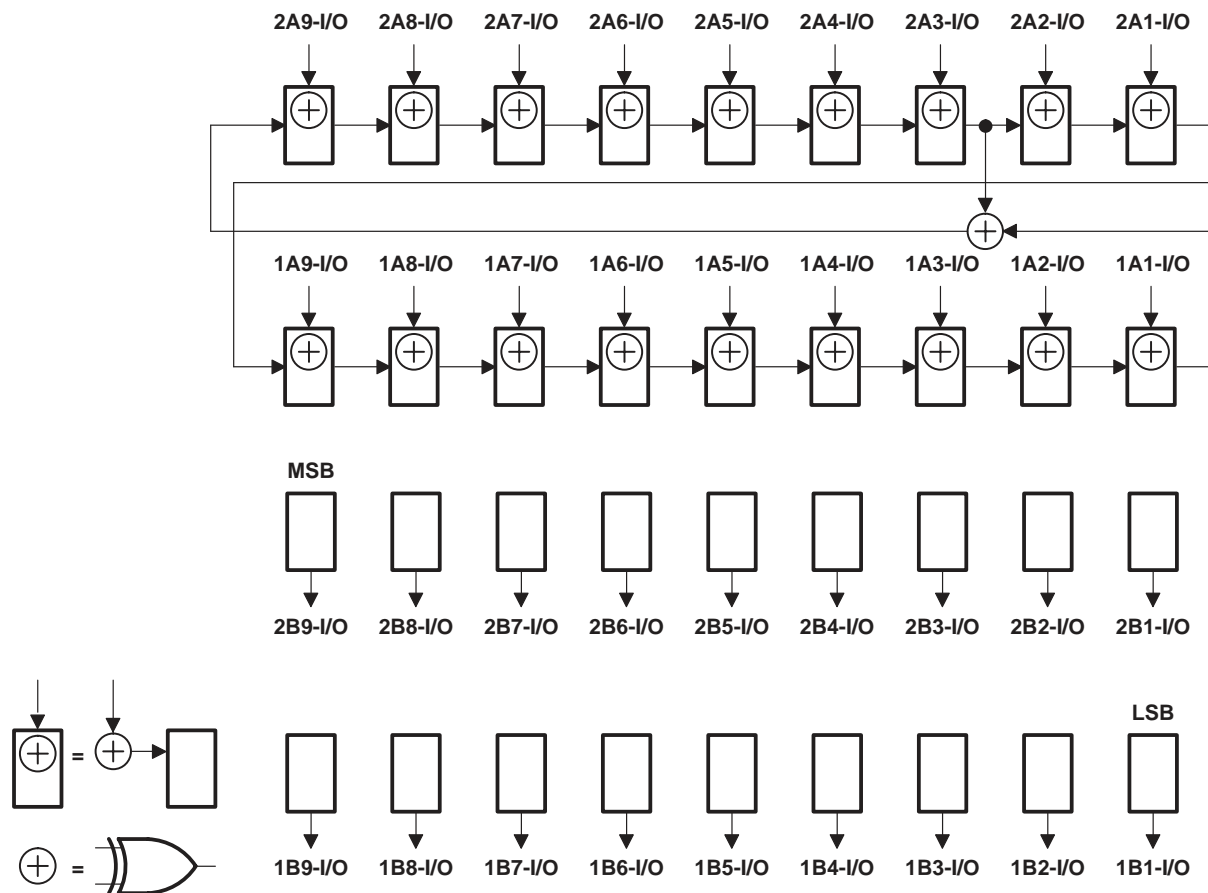 2A9-I/O 2A8-I/O 2A7-I/O 2A6-I/O 2A5-I/O 2A4-I/O 2A3-I/O 2A2-I/O 2A1-I/O
1A9-I/O 1A8-I/O 1A7-I/O 1A6-I/O 1A5-I/O 1A4-I/O 1A3-I/O 1A2-I/O 1A1-I/O
MSB
2B9-I/O 2B8-I/O 2B7-I/O 2B6-I/O 2B5-I/O 2B4-I/O 2B3-I/O 2B2-I/O 2B1-I/O
LSB
=
=
1B9-I/O 1B8-I/O 1B7-I/O 1B6-I/O 1B5-I/O 1B4-I/O 1B3-I/O 1B2-I/O 1B1-I/O